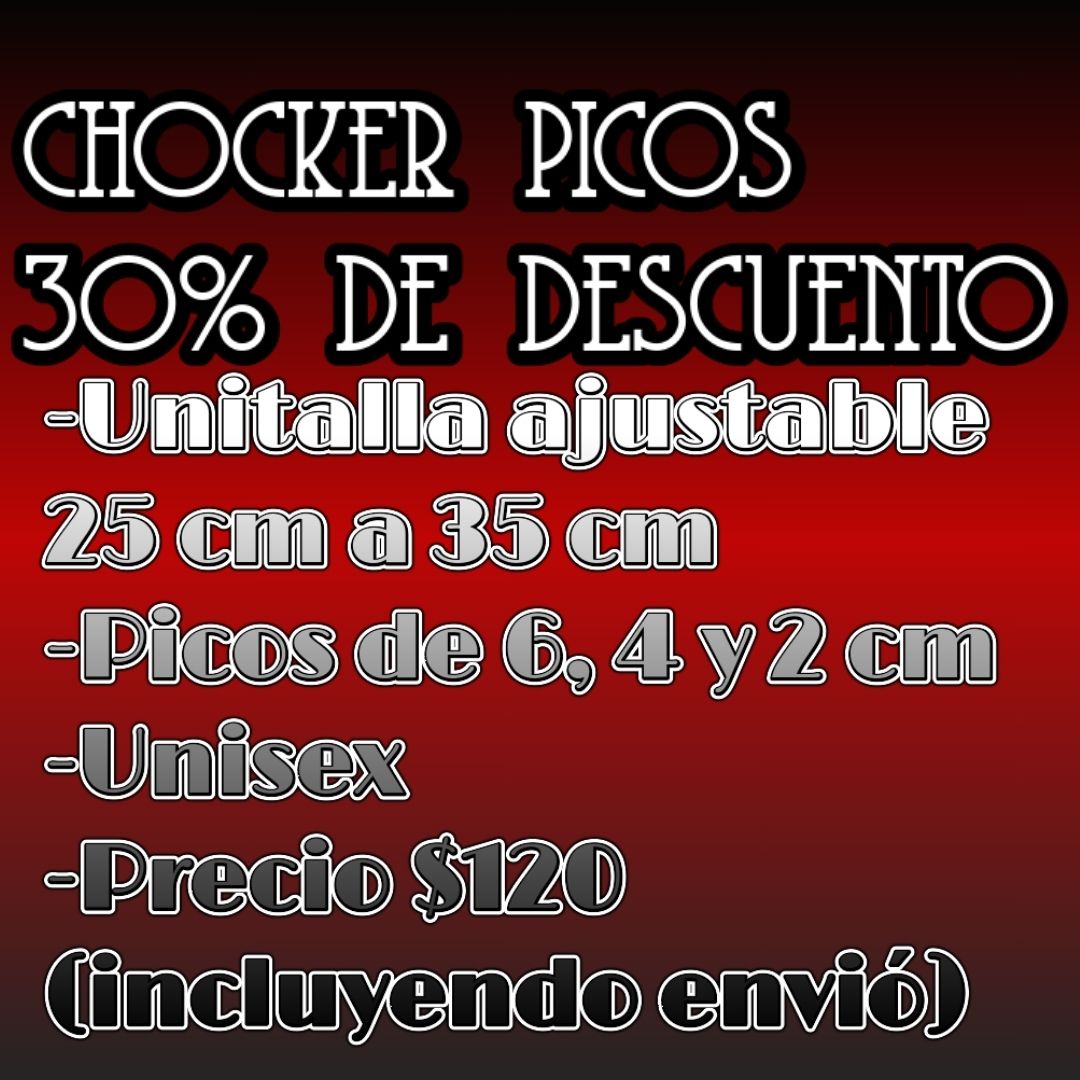 CHOCKER PICOS
30% DE DESCUENTO
-Unitalla ajustable
25 cm a 35 cm
-Picos de 6, 4 y 2 cm
-Unisex
-Precio $120
(incluyendo envió)